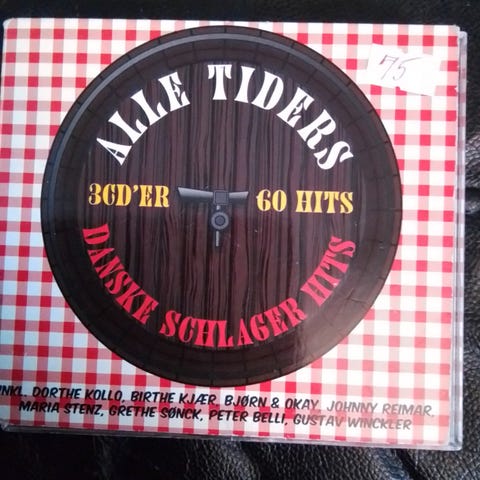 75
ALLE TIDERS
3CD'ER 60 HITS
DANSKE SCHLAGER HITS
INKL. DORTHE KOLLO, BIRTHE KJÆR, BJØRN & OKAY, JOHNNY REIMAR,
MARIA STENZ, GRETHE SØNCK, PETER BELLI, GUSTAV WINCKLER